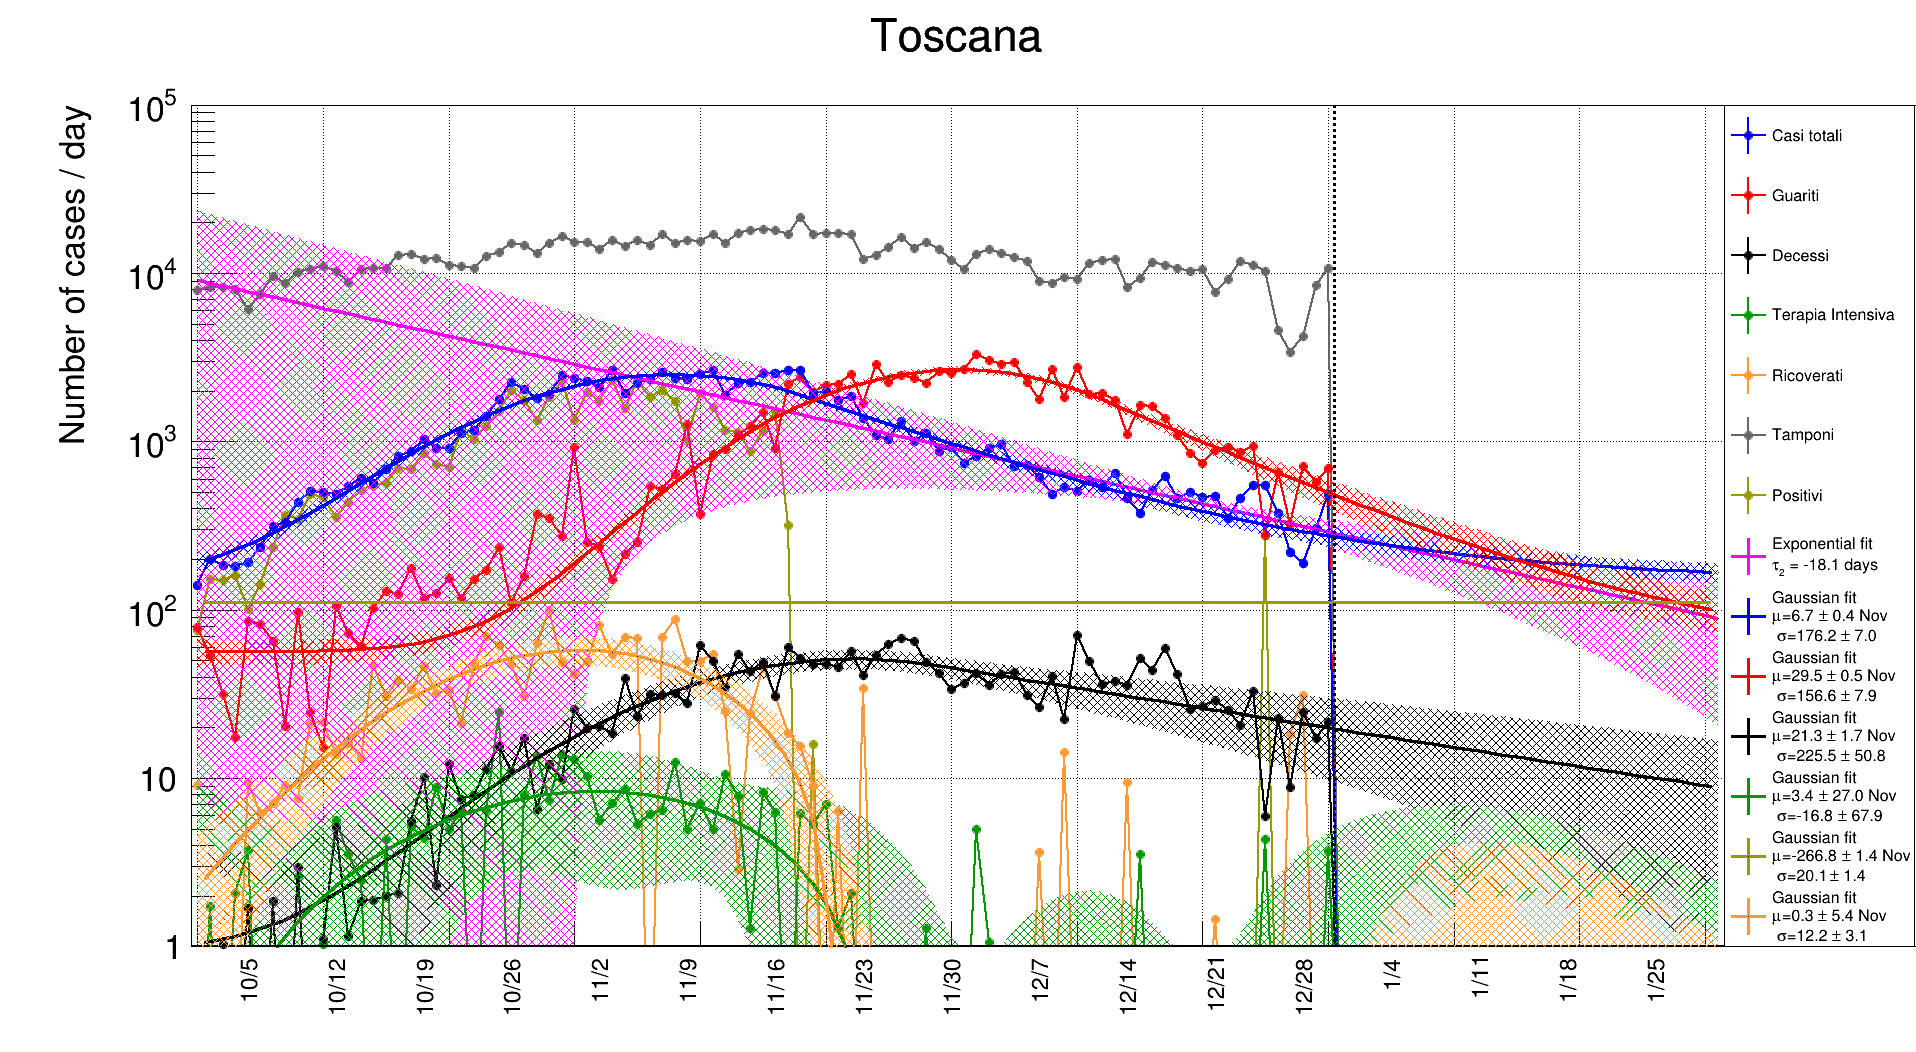 Toscana
Number of cases / day
10^5
10^4
10^3
10^2
10
1
10/5
10/12
10/19
10/26
11/2
11/9
11/16
11/23
11/30
12/7
12/14
12/21
12/28
1/4
1/11
1/18
1/25
Casi totali
Guariti
Decessi
Terapia Intensiva
Ricoverati
Tamponi
Positivi
Exponential fit
τ_2 = -18.1 days
Gaussian fit
μ=6.7 ± 0.4 Nov
σ=176.2 ± 7.0
Gaussian fit
μ=29.5 ± 0.5 Nov
σ=156.6 ± 7.9
Gaussian fit
μ=21.3 ± 1.7 Nov
σ=225.5 ± 50.8
Gaussian fit
μ=3.4 ± 27.0 Nov
σ=-16.8 ± 67.9
Gaussian fit
μ=-266.8 ± 1.4 Nov
σ=20.1 ± 1.4
Gaussian fit
μ=0.3 ± 5.4 Nov
σ=12.2 ± 3.1